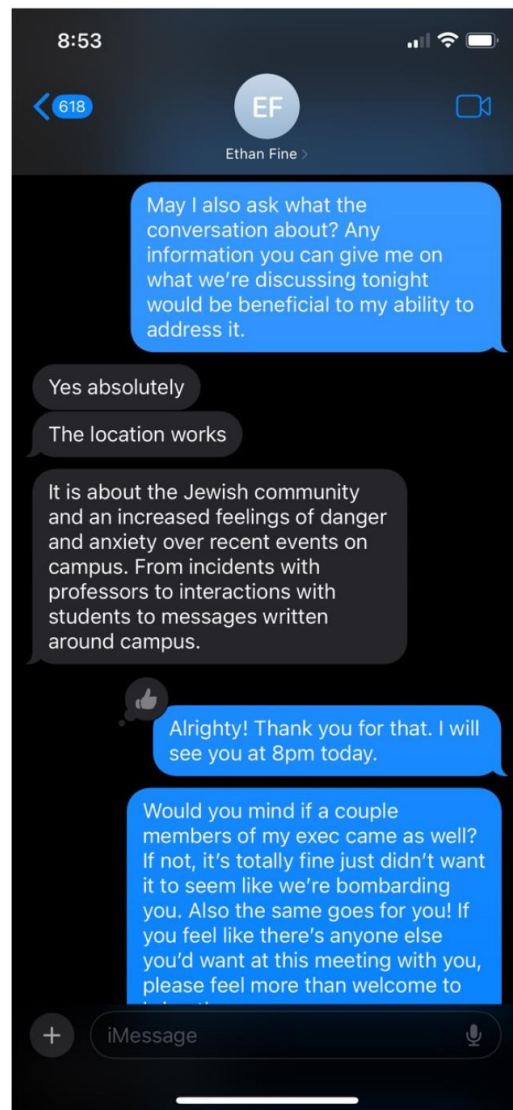 8:53
618
EF
Ethan Fine >
May I also ask what the
conversation about? Any
information you can give me on
what we're discussing tonight
would be beneficial to my ability to
address it.
Yes absolutely
The location works
It is about the Jewish community
and an increased feelings of danger
and anxiety over recent events on
campus. From incidents with
professors to interactions with
students to messages written
around campus.
Alrighty! Thank you for that. I will
see you at 8pm today.
Would you mind if a couple
members of my exec came as well?
If not, it's totally fine just didn't want
it to seem like we're bombarding
you. Also the same goes for you! If
you feel like there's anyone else
you'd want at this meeting with you,
please feel more than welcome to
iMessage